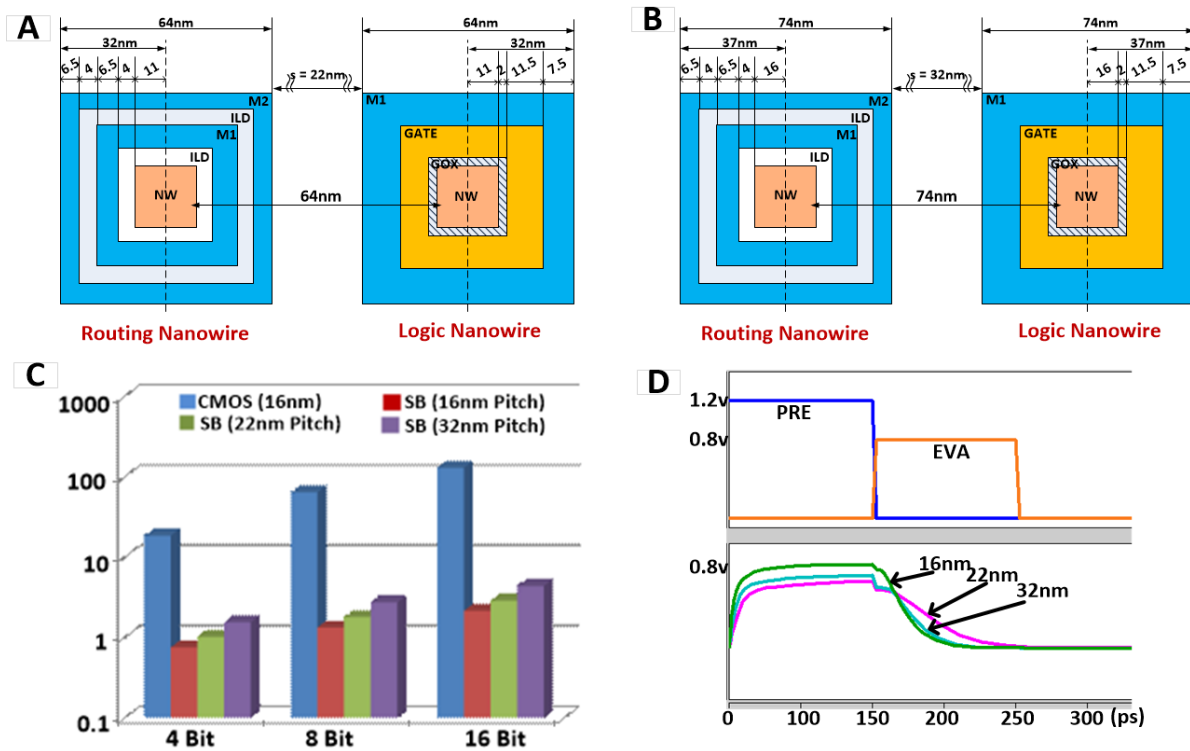 A
64nm
64nm
32nm
32nm
6.5 4 6.5 4 11
s = 22nm
11 2 11.5 7.5
M2
ILD
M1
ILD
NW
M1
GATE
GOX
NW
64nm
Routing Nanowire
Logic Nanowire
B
74nm
74nm
37nm
37nm
6.5 4 6.5 4 16
s = 32nm
16 2 11.5 7.5
M2
ILD
M1
ILD
NW
M1
GATE
GOX
NW
74nm
Routing Nanowire
Logic Nanowire
C
CMOS (16nm)
SB (16nm Pitch)
SB (22nm Pitch)
SB (32nm Pitch)
1000
100
10
1
0.1
4 Bit
8 Bit
16 Bit
D
1.2v
0.8v
PRE
EVA
0.8v
16nm
22nm
32nm
0 100 150 200 250 300 (ps)